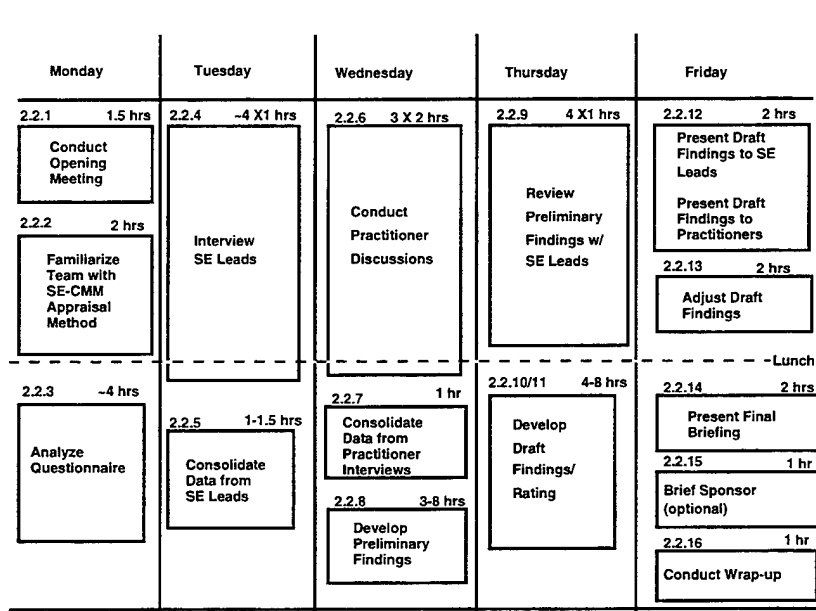 Monday
Tuesday
Wednesday
Thursday
Friday
2.2.1 1.5 hrs
Conduct
Opening
Meeting
2.2.2 2 hrs
Familiarize
Team with
SE-CMM
Appraisal
Method
2.2.3 ~4 hrs
Analyze
Questionnaire
2.2.4 ~4 X1 hrs
Interview
SE Leads
2.2.5 1-1.5 hrs
Consolidate
Data from
SE Leads
2.2.6 3 X 2 hrs
Conduct
Practitioner
Discussions
2.2.7 1 hr
Consolidate
Data from
Practitioner
Interviews
2.2.8 3-8 hrs
Develop
Preliminary
Findings
2.2.9 4 X1 hrs
Review
Preliminary
Findings w/
SE Leads
2.2.10/11 4-8 hrs
Develop
Draft
Findings/
Rating
2.2.12 2 hrs
Present Draft
Findings to SE
Leads
Present Draft
Findings to
Practitioners
2.2.13 2 hrs
Adjust Draft
Findings
Lunch
2.2.14 2 hrs
Present Final
Briefing
2.2.15 1 hr
Brief Sponsor
(optional)
2.2.16 1 hr
Conduct Wrap-up